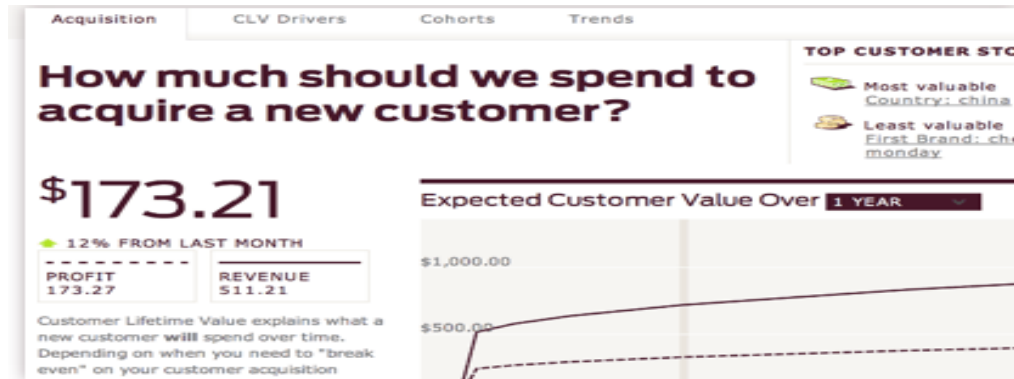 Acquisition CLV Drivers Cohorts Trends
How much should we spend to
acquire a new customer?
TOP CUSTOMER STO
Most valuable
Country: china
Least valuable
First Brand: che
monday
$173.21
12% FROM LAST MONTH
PROFIT
173.27
REVENUE
511.21
Customer Lifetime Value explains what a
new customer will spend over time.
Depending on when you need to "break
even" on your customer acquisition
Expected Customer Value Over 1 YEAR
$1,000.00
$500.00